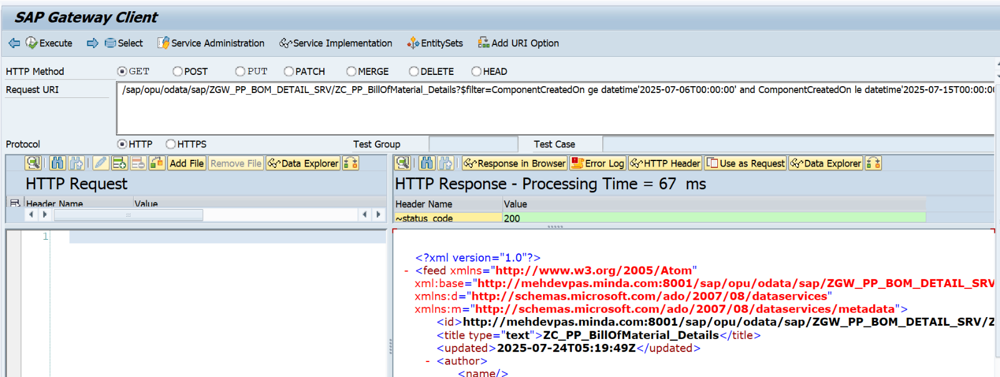 SAP Gateway Client
Execute Select Service Administration Service Implementation EntitySets Add URI Option
HTTP Method GET POST PUT PATCH MERGE DELETE HEAD
Request URI /sap/opu/odata/sap/ZGW_PP_BOM_DETAIL_SRV/ZC_PP_BillOfMaterial_Details?$filter=ComponentCreatedOn ge datetime'2025-07-06T00:00:00' and ComponentCreatedOn le datetime'2025-07-15T00:00:00
Protocol HTTP HTTPS Test Group Test Case
Add File Remove File Data Explorer Response in Browser Error Log HTTP Header Use as Request Data Explorer
HTTP Request HTTP Response - Processing Time = 67 ms
Header Name Value Header Name Value
~status_code 200
1
<?xml version="1.0"?>
- <feed xmlns="http://www.w3.org/2005/Atom"
xml:base="http://mehdevpas.minda.com:8001/sap/opu/odata/sap/ZGW_PP_BOM_DETAIL_SRV
xmlns:d="http://schemas.microsoft.com/ado/2007/08/dataservices"
xmlns:m="http://schemas.microsoft.com/ado/2007/08/dataservices/metadata">
<id>http://mehdevpas.minda.com:8001/sap/opu/odata/sap/ZGW_PP_BOM_DETAIL_SRV/Z
<title type="text">ZC_PP_BillOfMaterial_Details</title>
<updated>2025-07-24T05:19:49Z</updated>
- <author>
<name/>